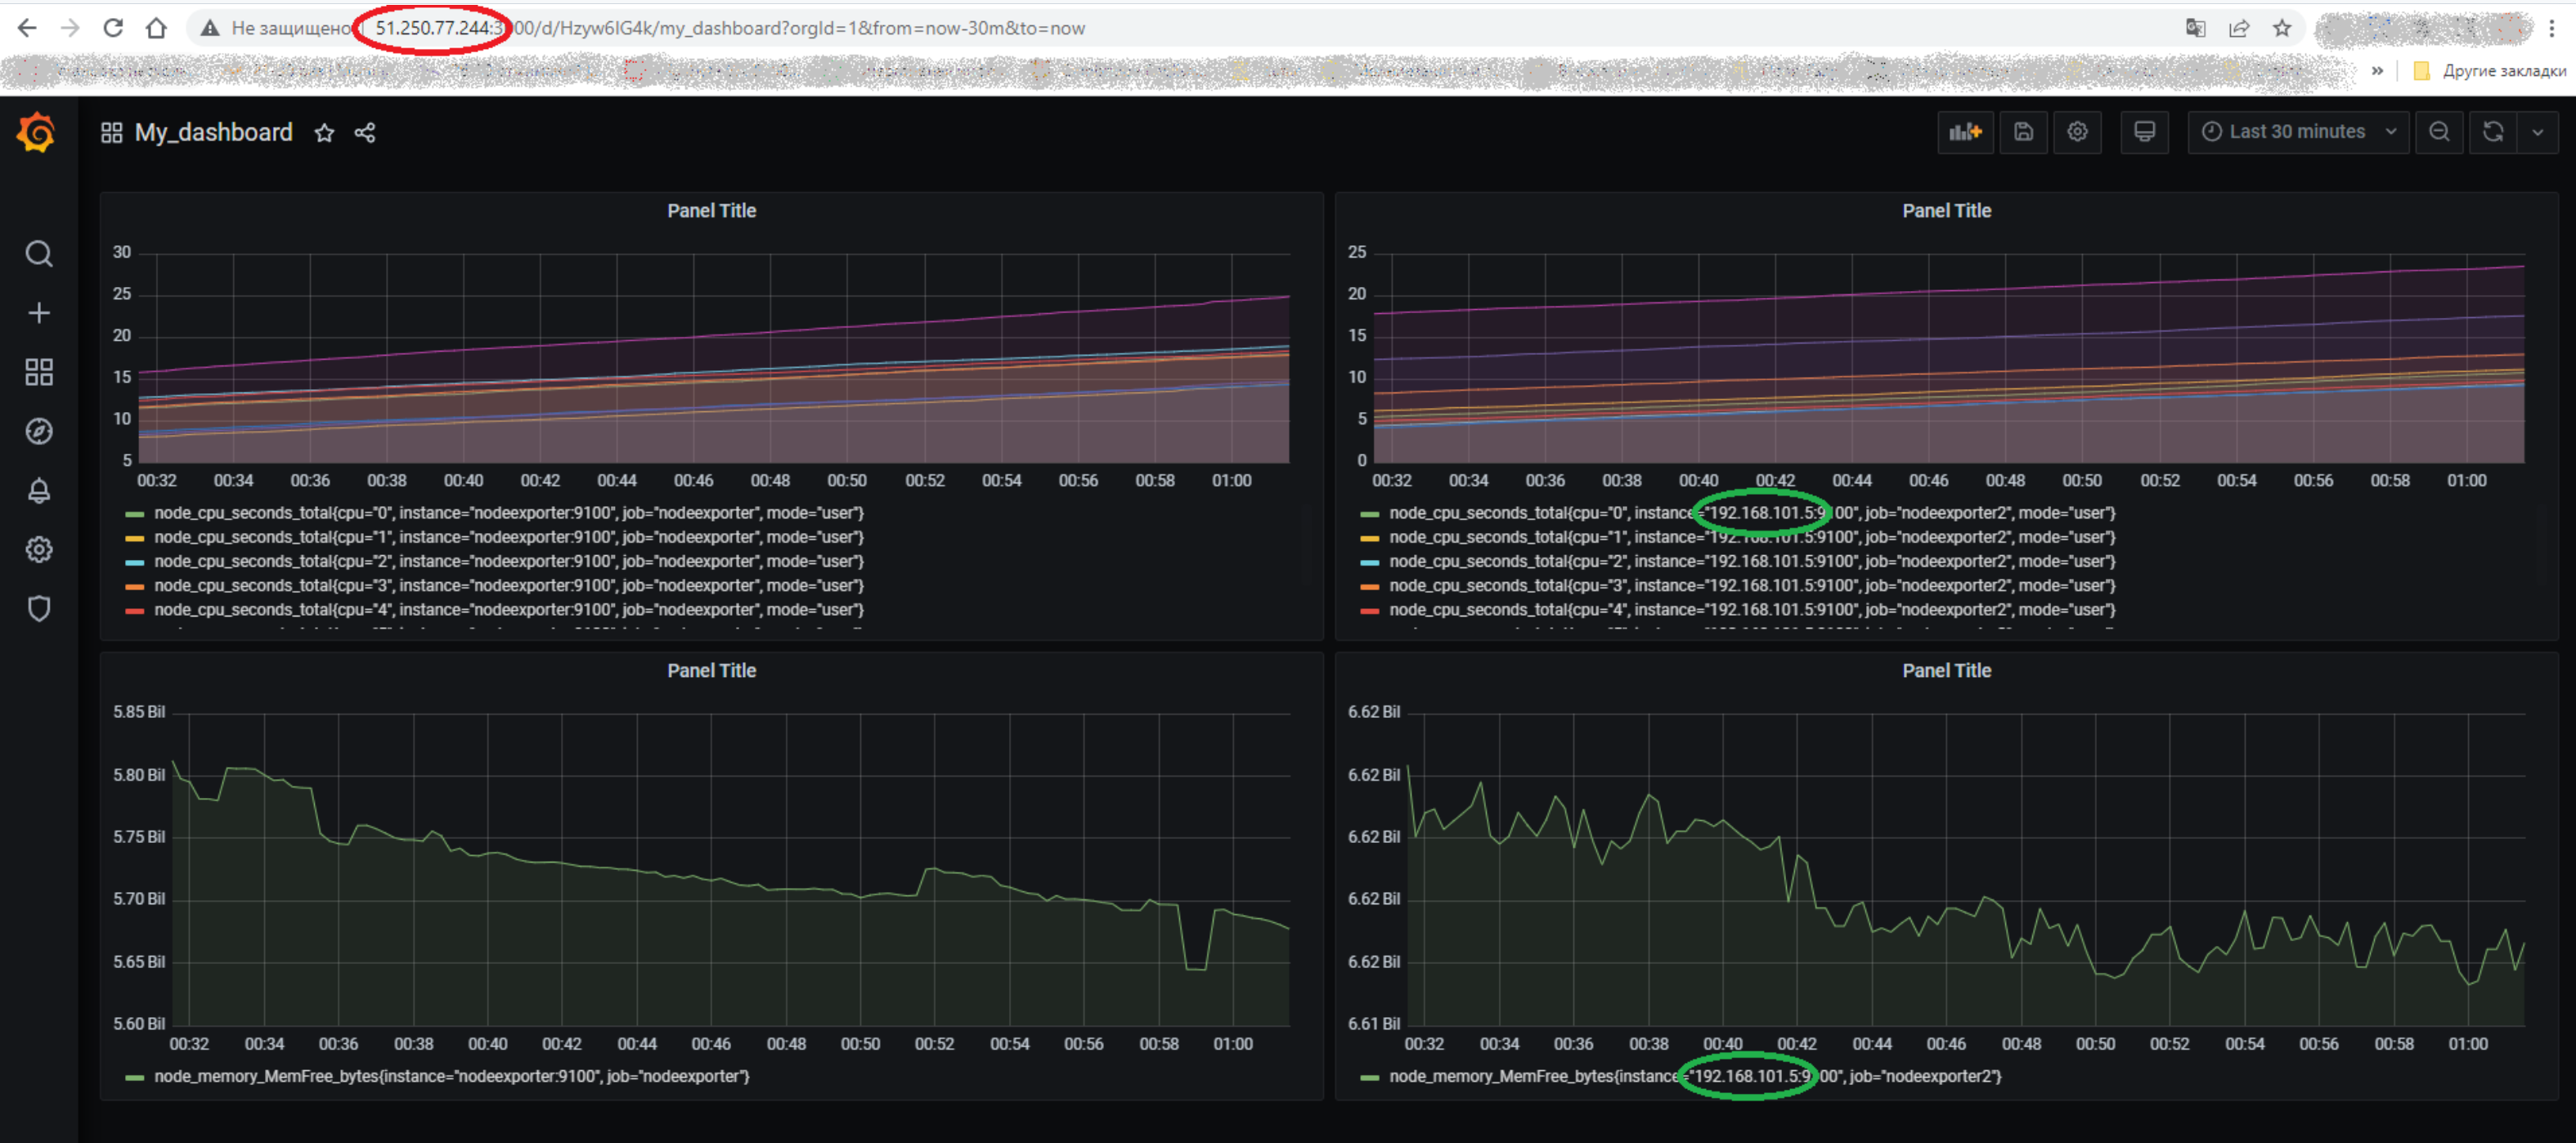 Не защищено 51.250.77.244:3000/d/Hzyw6IG4k/my_dashboard?orgId=1&from=now-30m&to=now
» Другие закладки
My_dashboard
Last 30 minutes
Panel Title
30
25
20
15
10
5
00:32 00:34 00:36 00:38 00:40 00:42 00:44 00:46 00:48 00:50 00:52 00:54 00:56 00:58 01:00
node_cpu_seconds_total{cpu="0", instance="nodeexporter:9100", job="nodeexporter", mode="user"}
node_cpu_seconds_total{cpu="1", instance="nodeexporter:9100", job="nodeexporter", mode="user"}
node_cpu_seconds_total{cpu="2", instance="nodeexporter:9100", job="nodeexporter", mode="user"}
node_cpu_seconds_total{cpu="3", instance="nodeexporter:9100", job="nodeexporter", mode="user"}
node_cpu_seconds_total{cpu="4", instance="nodeexporter:9100", job="nodeexporter", mode="user"}
Panel Title
25
20
15
10
5
0
00:32 00:34 00:36 00:38 00:40 00:42 00:44 00:46 00:48 00:50 00:52 00:54 00:56 00:58 01:00
node_cpu_seconds_total{cpu="0", instance="192.168.101.5:9100", job="nodeexporter2", mode="user"}
node_cpu_seconds_total{cpu="1", instance="192.168.101.5:9100", job="nodeexporter2", mode="user"}
node_cpu_seconds_total{cpu="2", instance="192.168.101.5:9100", job="nodeexporter2", mode="user"}
node_cpu_seconds_total{cpu="3", instance="192.168.101.5:9100", job="nodeexporter2", mode="user"}
node_cpu_seconds_total{cpu="4", instance="192.168.101.5:9100", job="nodeexporter2", mode="user"}
Panel Title
5.85 Bil
5.80 Bil
5.75 Bil
5.70 Bil
5.65 Bil
5.60 Bil
00:32 00:34 00:36 00:38 00:40 00:42 00:44 00:46 00:48 00:50 00:52 00:54 00:56 00:58 01:00
node_memory_MemFree_bytes{instance="nodeexporter:9100", job="nodeexporter"}
Panel Title
6.62 Bil
6.62 Bil
6.62 Bil
6.62 Bil
6.62 Bil
6.61 Bil
00:32 00:34 00:36 00:38 00:40 00:42 00:44 00:46 00:48 00:50 00:52 00:54 00:56 00:58 01:00
node_memory_MemFree_bytes{instance="192.168.101.5:9100", job="nodeexporter2"}